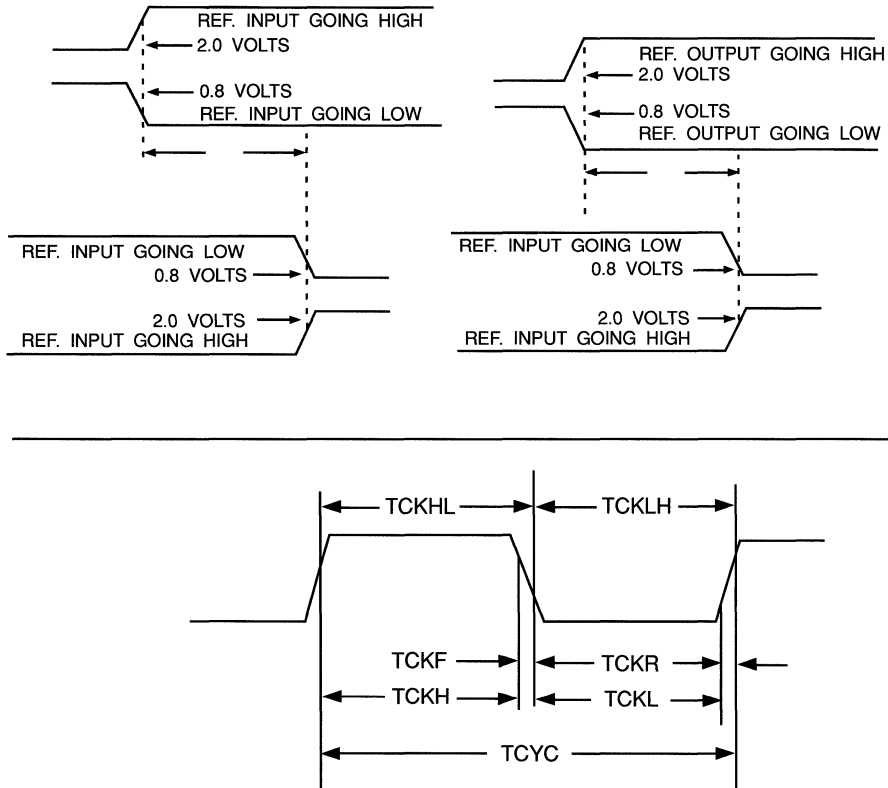 REF. INPUT GOING HIGH
2.0 VOLTS
0.8 VOLTS
REF. INPUT GOING LOW
REF. OUTPUT GOING HIGH
2.0 VOLTS
0.8 VOLTS
REF. OUTPUT GOING LOW
REF. INPUT GOING LOW
0.8 VOLTS
2.0 VOLTS
REF. INPUT GOING HIGH
REF. INPUT GOING LOW
0.8 VOLTS
2.0 VOLTS
REF. INPUT GOING HIGH
TCKHL
TCKLH
TCKF
TCKR
TCKH
TCKL
TCYC